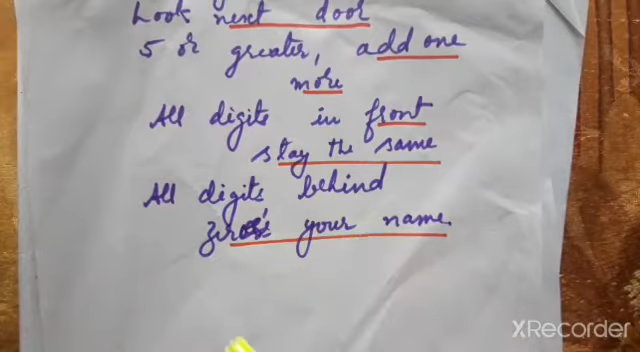 Look next door
5 or greater, add one
more
All digits in front
stay the same
All digits behind
zero's your name.
XRecorder